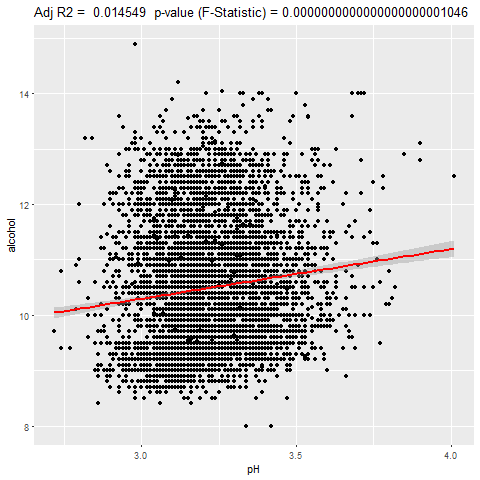 Adj R2 =  0.014549  p-value (F-Statistic) = 0.0000000000000000000001046
14
12
10
8
alcohol
3.0 3.5 4.0
pH